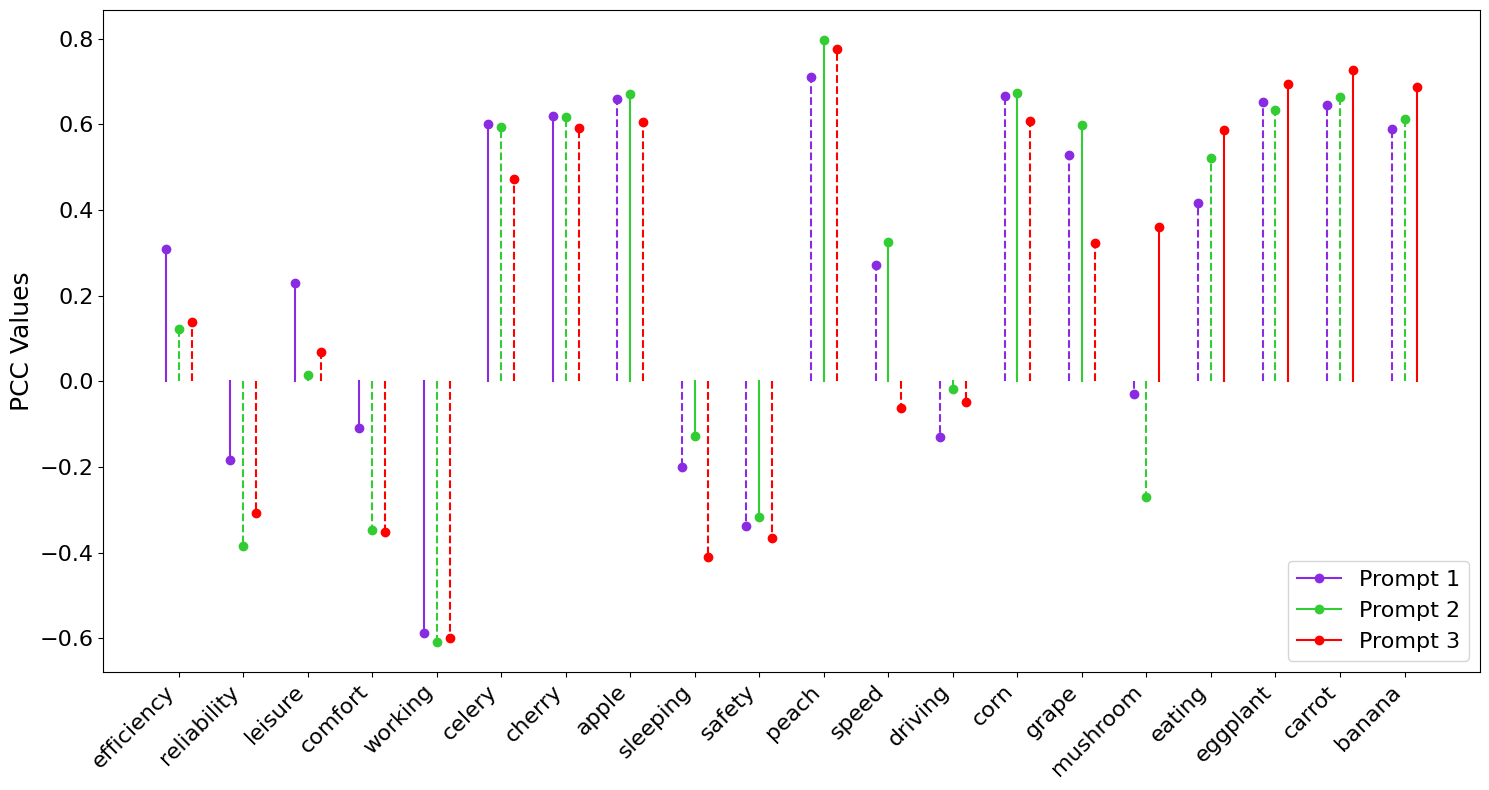 PCC Values
0.8
0.6
0.4
0.2
0.0
−0.2
−0.4
−0.6
efficiency
reliability
leisure
comfort
working
celery
cherry
apple
sleeping
safety
peach
speed
driving
corn
grape
mushroom
eating
eggplant
carrot
banana
Prompt 1
Prompt 2
Prompt 3